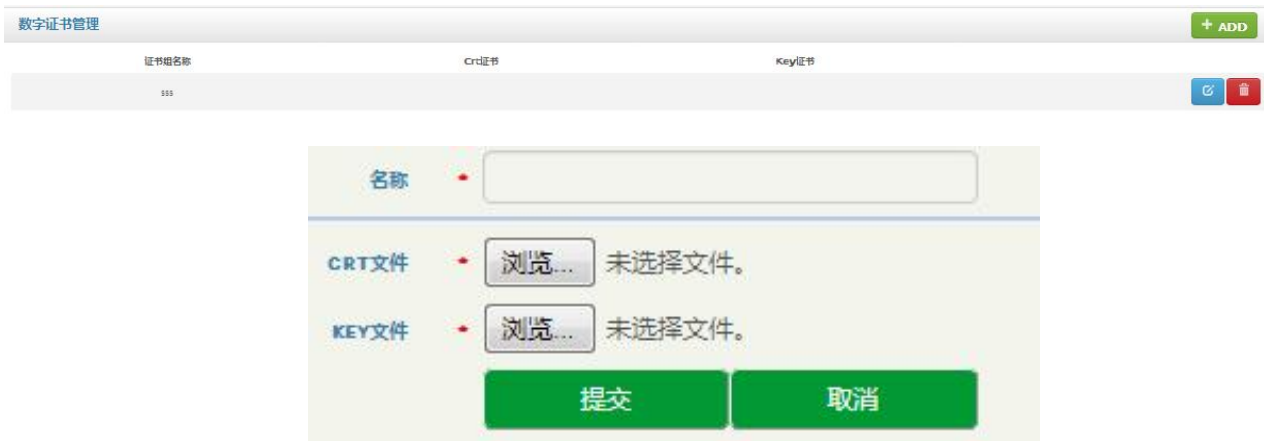 数字证书管理 + ADD
证书组名称 Crt证书 Key证书
sss
名称 *
CRT文件 * 浏览... 未选择文件。
KEY文件 * 浏览... 未选择文件。
提交 取消